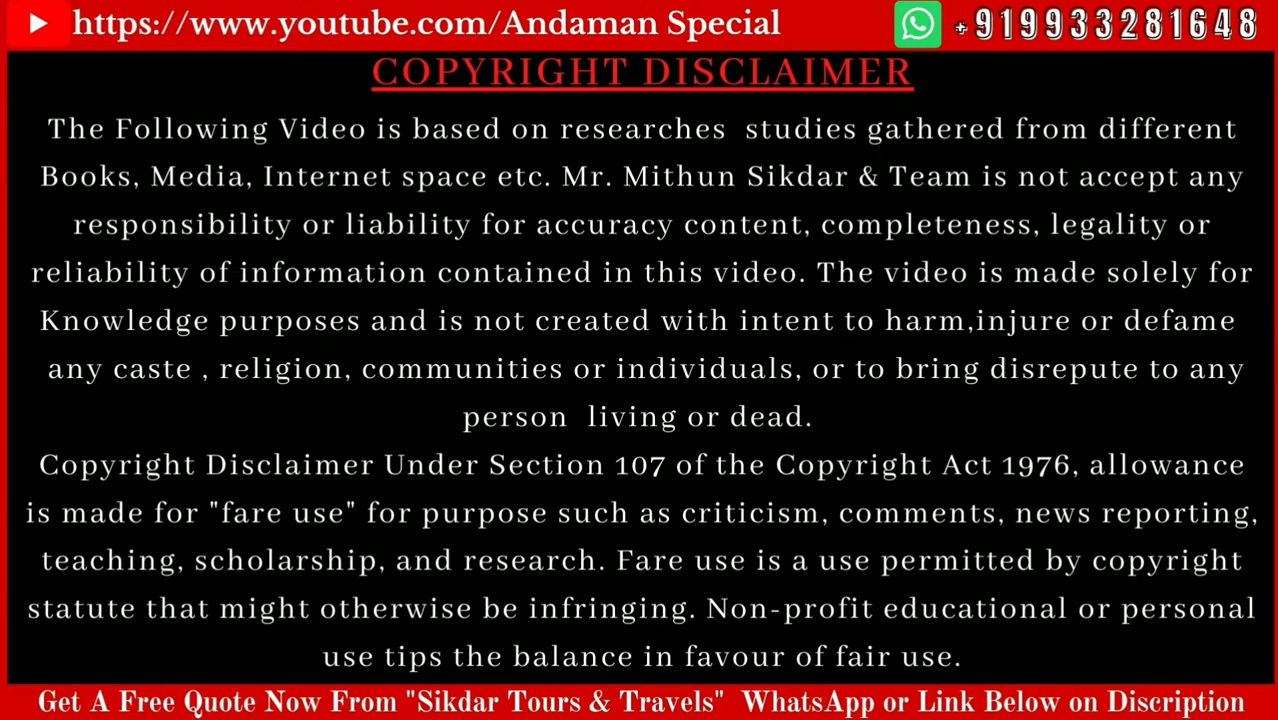 https://www.youtube.com/Andaman Special
+919933281648
COPYRIGHT DISCLAIMER
The Following Video is based on researches studies gathered from different
Books, Media, Internet space etc. Mr. Mithun Sikdar & Team is not accept any
responsibility or liability for accuracy content, completeness, legality or
reliability of information contained in this video. The video is made solely for
Knowledge purposes and is not created with intent to harm,injure or defame
any caste , religion, communities or individuals, or to bring disrepute to any
person living or dead.
Copyright Disclaimer Under Section 107 of the Copyright Act 1976, allowance
is made for "fare use" for purpose such as criticism, comments, news reporting,
teaching, scholarship, and research. Fare use is a use permitted by copyright
statute that might otherwise be infringing. Non-profit educational or personal
use tips the balance in favour of fair use.
Get A Free Quote Now From "Sikdar Tours & Travels" WhatsApp or Link Below on Discription